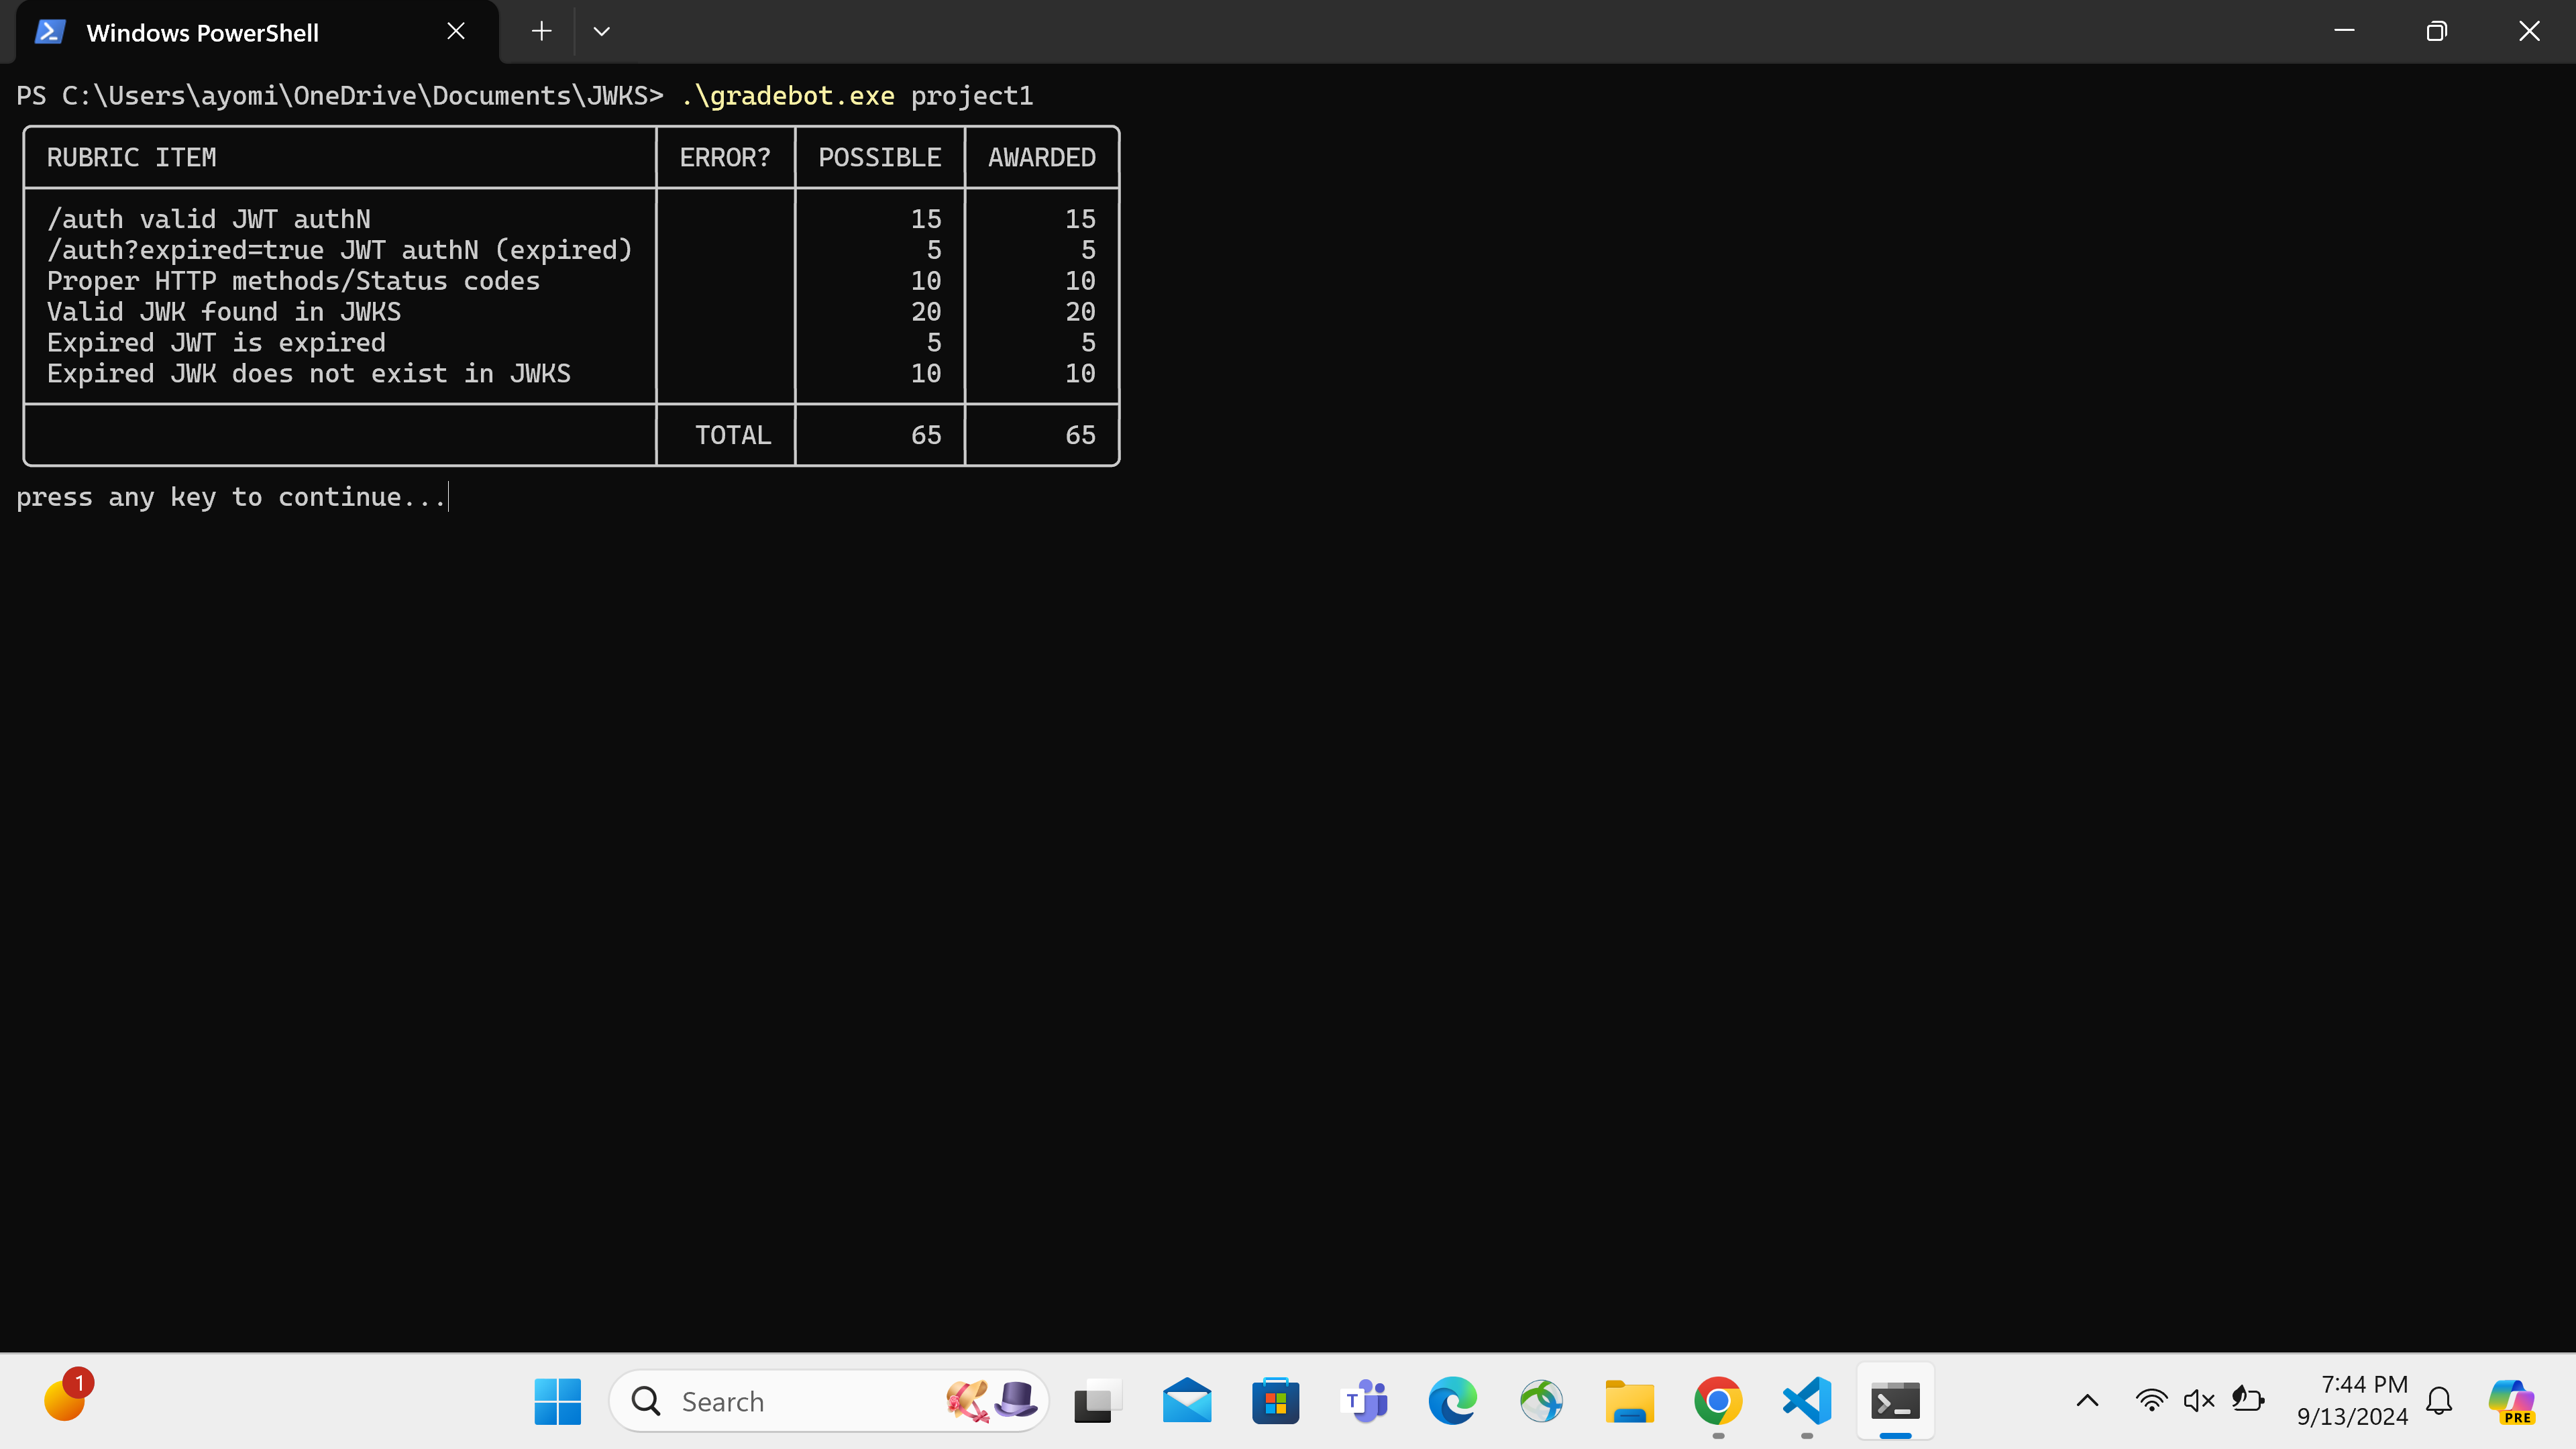 Windows PowerShell
PS C:\Users\ayomi\OneDrive\Documents\JWKS> .\gradebot.exe project1
RUBRIC ITEM ERROR? POSSIBLE AWARDED
/auth valid JWT authN 15 15
/auth?expired=true JWT authN (expired) 5 5
Proper HTTP methods/Status codes 10 10
Valid JWK found in JWKS 20 20
Expired JWT is expired 5 5
Expired JWK does not exist in JWKS 10 10
TOTAL 65 65
press any key to continue...
1
Search
T
7:44 PM
9/13/2024
PRE